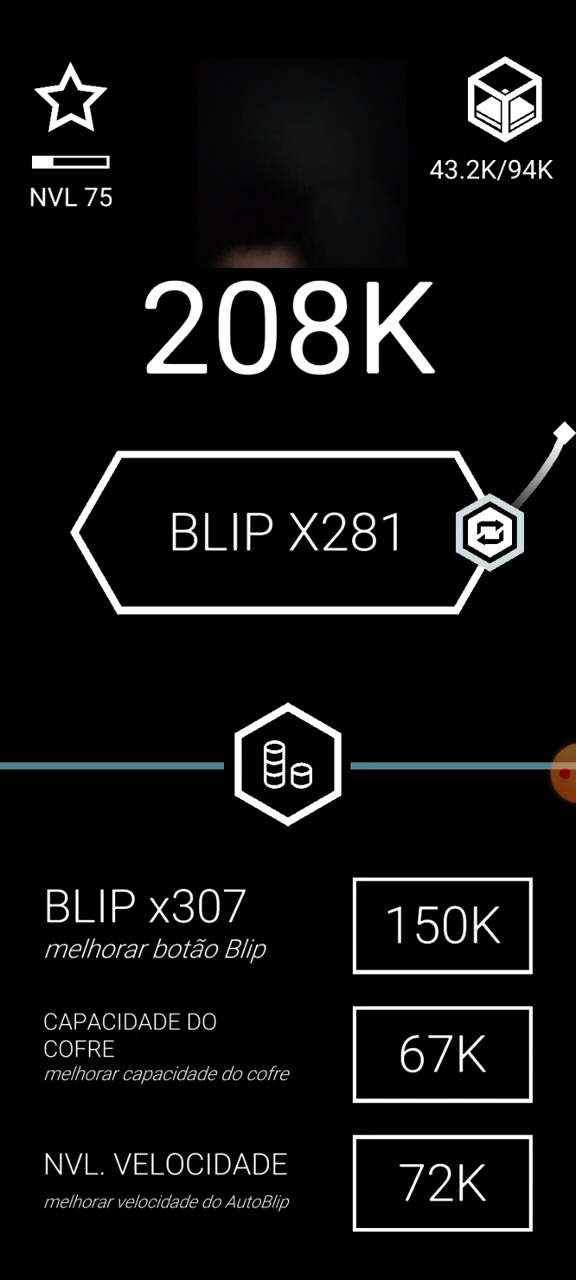 NVL 75
43.2K/94K
208K
BLIP X281
BLIP x307
melhorar botão Blip
150K
CAPACIDADE DO
COFRE
melhorar capacidade do cofre
67K
NVL. VELOCIDADE
melhorar velocidade do AutoBlip
72K